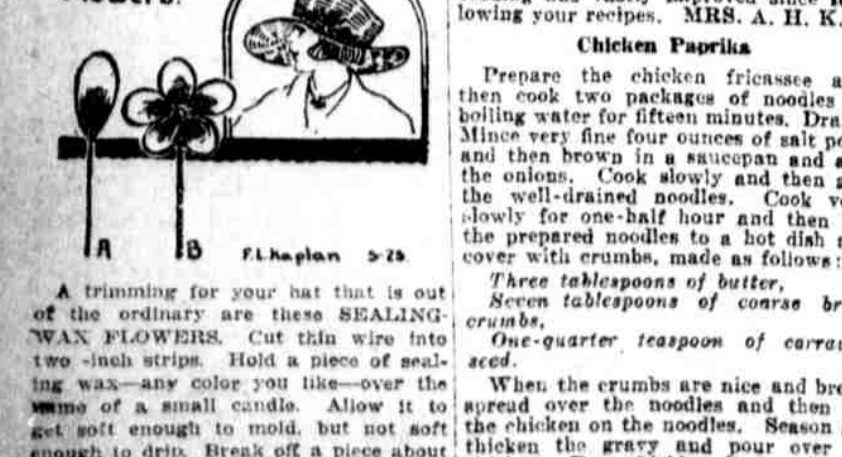 A B F. L. Kaplan 5-25
A trimming for your hat that is out
of the ordinary are these SEALING-
WAX FLOWERS. Cut thin wire into
two -inch strips. Hold a piece of seal-
ing wax—any color you like—over the
of a small candle. Allow it to
get soft enough to mold, but not soft
enough to drip. Break off a piece about
lowing your recipes. MRS. A. H. K.
Chicken Paprika
Prepare the chicken fricassee
then cook two packages of noodles
boiling water for fifteen minutes.
Mince very fine four ounces of salt
and then brown in a saucepan and
the onions. Cook slowly and then
the well-drained noodles. Cook
slowly for one-half hour and then
the prepared noodles to a hot dish
cover with crumbs, made as follows:
Three tablespoons of butter,
Seven tablespoons of coarse
crumbs,
One-quarter teaspoon of
seed.
When the crumbs are nice and
spread over the noodles and then
the chicken on the noodles. Season
thicken the gravy and pour over